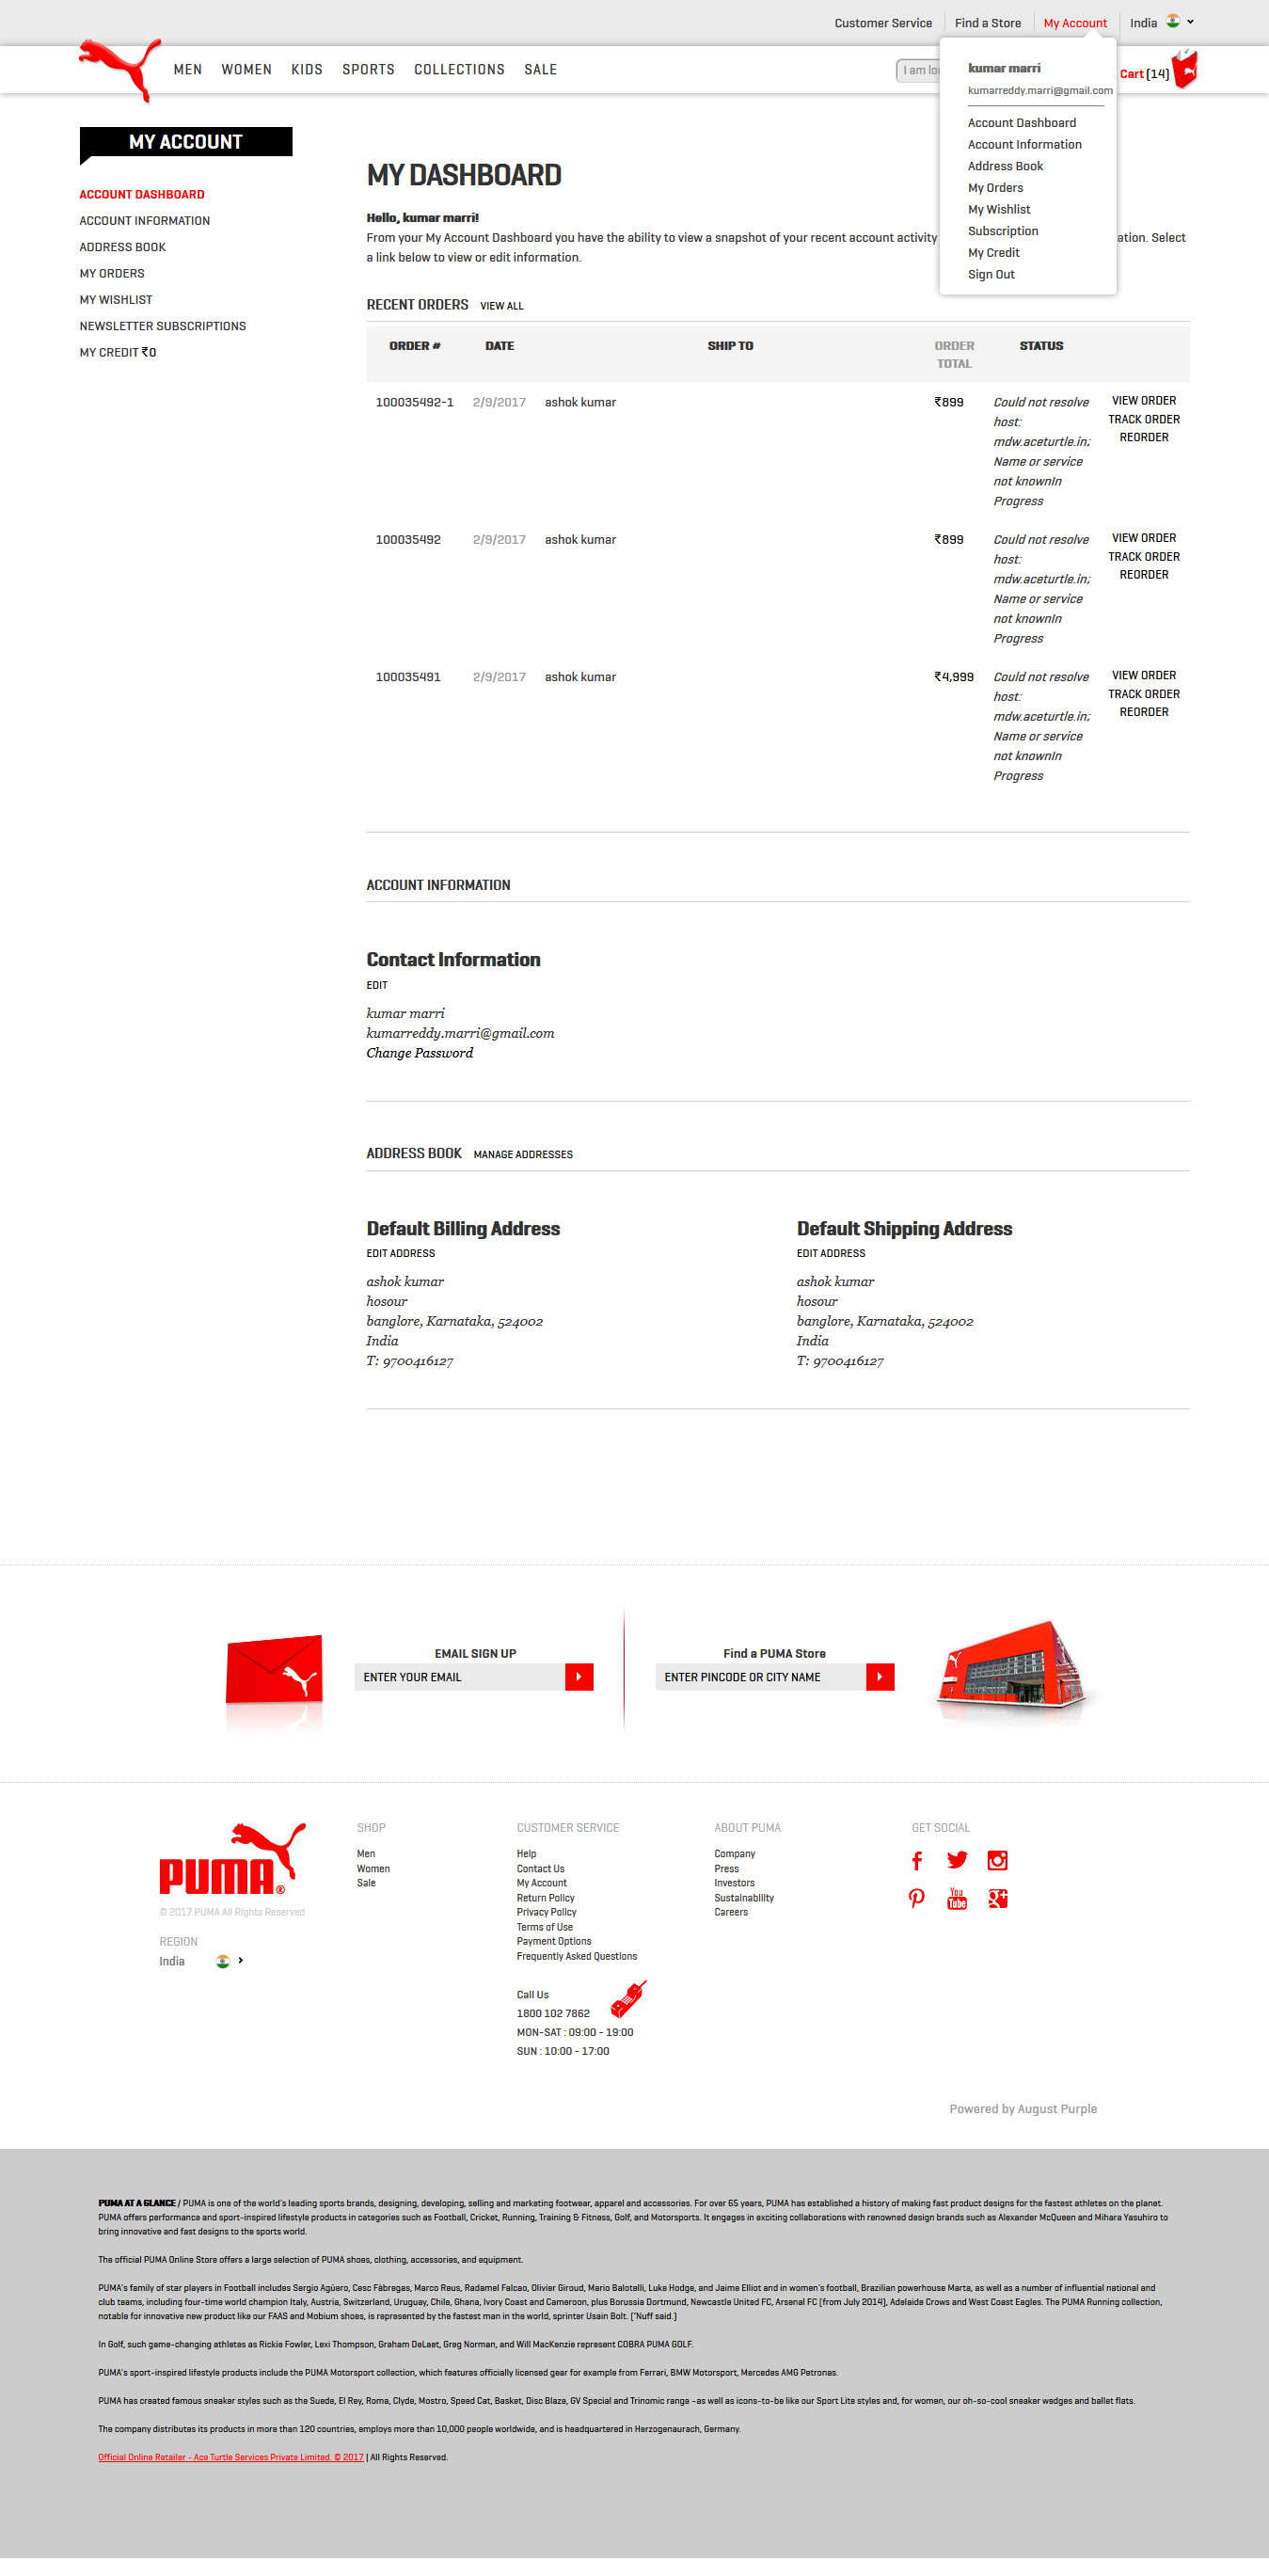 Customer Service
Find a Store
My Account
India
MEN WOMEN KIDS SPORTS COLLECTIONS SALE
I am
Cart [14]
kumar marri
kumarreddy.marri@gmail.com
Account Dashboard
Account Information
Address Book
My Orders
My Wishlist
Subscription
My Credit
Sign Out
MY ACCOUNT
ACCOUNT DASHBOARD
ACCOUNT INFORMATION
ADDRESS BOOK
MY ORDERS
MY WISHLIST
NEWSLETTER SUBSCRIPTIONS
MY CREDIT ₹0
MY DASHBOARD
Hello, kumar marri!
From your My Account Dashboard you have the ability to view a snapshot of your recent account activity ation. Select
a link below to view or edit information.
RECENT ORDERS VIEW ALL
ORDER # DATE SHIP TO ORDER TOTAL STATUS
100035492-1 2/9/2017 ashok kumar ₹899
Could not resolve
host:
mdw.aceturtle.in;
Name or service
not knownIn
Progress
VIEW ORDER
TRACK ORDER
REORDER
100035492 2/9/2017 ashok kumar ₹899
Could not resolve
host:
mdw.aceturtle.in;
Name or service
not knownIn
Progress
VIEW ORDER
TRACK ORDER
REORDER
100035491 2/9/2017 ashok kumar ₹4,999
Could not resolve
host:
mdw.aceturtle.in;
Name or service
not knownIn
Progress
VIEW ORDER
TRACK ORDER
REORDER
ACCOUNT INFORMATION
Contact Information
EDIT
kumar marri
kumarreddy.marri@gmail.com
Change Password
ADDRESS BOOK MANAGE ADDRESSES
Default Billing Address
EDIT ADDRESS
ashok kumar
hosour
banglore, Karnataka, 524002
India
T: 9700416127
Default Shipping Address
EDIT ADDRESS
ashok kumar
hosour
banglore, Karnataka, 524002
India
T: 9700416127
EMAIL SIGN UP
ENTER YOUR EMAIL
Find a PUMA Store
ENTER PINCODE OR CITY NAME
PUMA®
© 2017 PUMA All Rights Reserved
REGION
India
SHOP
Men
Women
Sale
CUSTOMER SERVICE
Help
Contact Us
My Account
Return Policy
Privacy Policy
Terms of Use
Payment Options
Frequently Asked Questions
Call Us
1800 102 7862
MON-SAT : 09:00 - 19:00
SUN : 10:00 - 17:00
ABOUT PUMA
Company
Press
Investors
Sustainability
Careers
GET SOCIAL
You
Tube
Powered by August Purple
PUMA AT A GLANCE / PUMA is one of the world's leading sports brands, designing, developing, selling and marketing footwear, apparel and accessories. For over 65 years, PUMA has established a history of making fast product designs for the fastest athletes on the planet.
PUMA offers performance and sport-inspired lifestyle products in categories such as Football, Cricket, Running, Training & Fitness, Golf, and Motorsports. It engages in exciting collaborations with renowned design brands such as Alexander McQueen and Mihara Yasuhiro to
bring innovative and fast designs to the sports world.
The official PUMA Online Store offers a large selection of PUMA shoes, clothing, accessories, and equipment.
PUMA's family of star players in Football includes Sergio Agüero, Cesc Fàbregas, Marco Reus, Radamel Falcao, Olivier Giroud, Mario Balotelli, Luke Hodge, and Jaime Elliot and in women's football, Brazilian powerhouse Marta, as well as a number of influential national and
club teams, including four-time world champion Italy, Austria, Switzerland, Uruguay, Chile, Ghana, Ivory Coast and Cameroon, plus Borussia Dortmund, Newcastle United FC, Arsenal FC [from July 2014], Adelaide Crows and West Coast Eagles. The PUMA Running collection,
notable for innovative new product like our FAAS and Mobium shoes, is represented by the fastest man in the world, sprinter Usain Bolt. ['Nuff said.]
In Golf, such game-changing athletes as Rickie Fowler, Lexi Thompson, Graham DeLaet, Greg Norman, and Will MacKenzie represent COBRA PUMA GOLF.
PUMA's sport-inspired lifestyle products include the PUMA Motorsport collection, which features officially licensed gear for example from Ferrari, BMW Motorsport, Mercedes AMG Petronas.
PUMA has created famous sneaker styles such as the Suede, El Rey, Roma, Clyde, Mostro, Speed Cat, Basket, Disc Blaze, GV Special and Trinomic range –as well as icons-to-be like our Sport Lite styles and, for women, our oh-so-cool sneaker wedges and ballet flats.
The company distributes its products in more than 120 countries, employs more than 10,000 people worldwide, and is headquartered in Herzogenaurach, Germany.
Official Online Retailer - Ace Turtle Services Private Limited. © 2017 | All Rights Reserved.